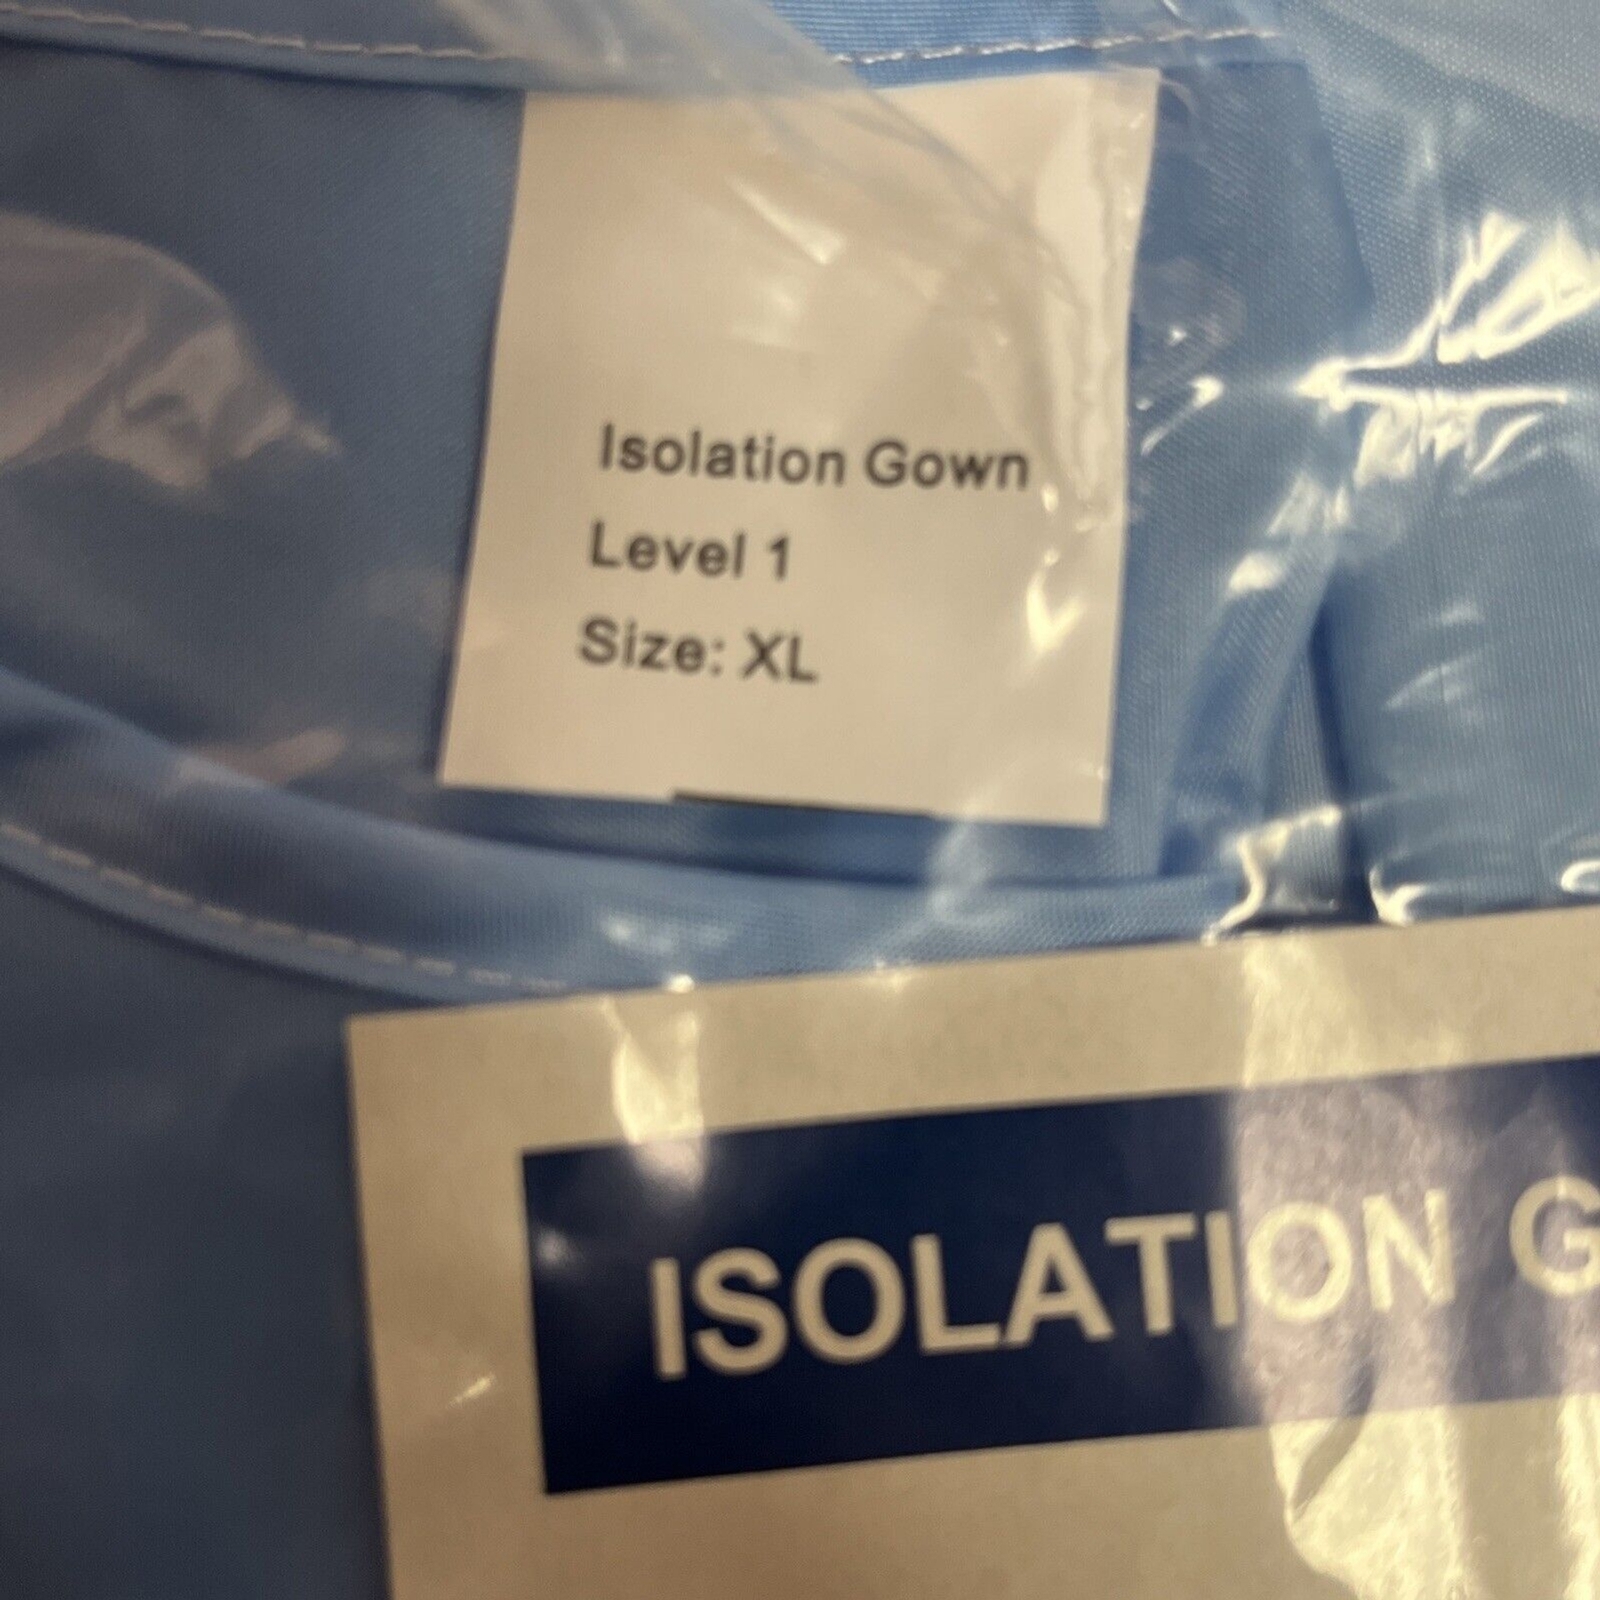 Isolation Gown
Level 1
Size: XL
ISOLATION G